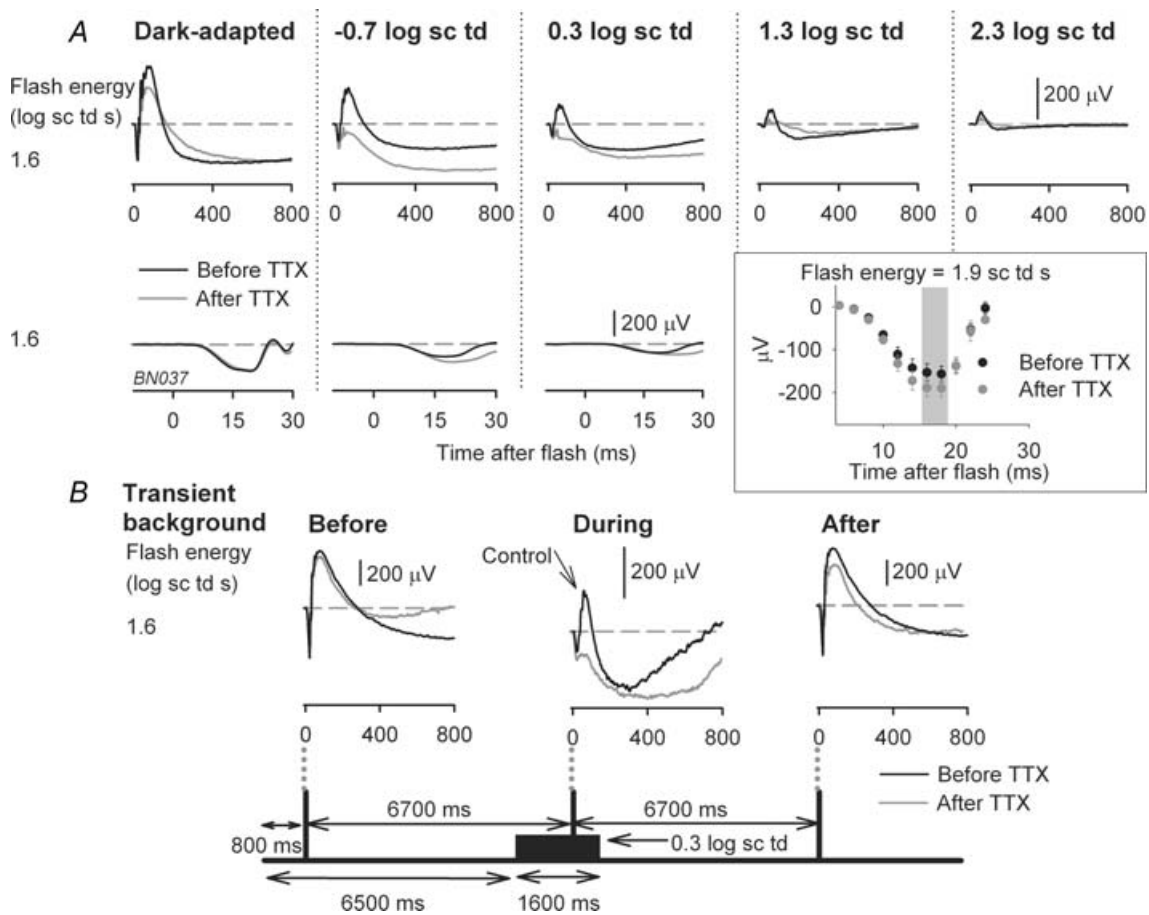 A
Dark-adapted
-0.7 log sc td
0.3 log sc td
1.3 log sc td
2.3 log sc td
Flash energy
(log sc td s)
1.6
200 µV
0 400 800
0 400 800
0 400 800
0 400 800
0 400 800
Before TTX
After TTX
1.6
BN037
200 µV
0 15 30
0 15 30
0 15 30
Time after flash (ms)
Flash energy = 1.9 sc td s
0
-100
-200
µV
Before TTX
After TTX
10 20 30
Time after flash (ms)
B
Transient
background
Before
During
After
Flash energy
(log sc td s)
1.6
200 µV
Control
200 µV
200 µV
0 400 800
0 400 800
0 400 800
Before TTX
After TTX
6700 ms
6700 ms
800 ms
0.3 log sc td
6500 ms
1600 ms